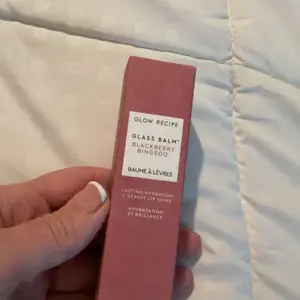 GLOW RECIPE
GLASS BALM™
BLACKBERRY
BINGSOO
BAUME À LÈVRES
LASTING HYDRATION
+ GLASSY LIP SHINE
HYDRATATION
ET BRILLANCE